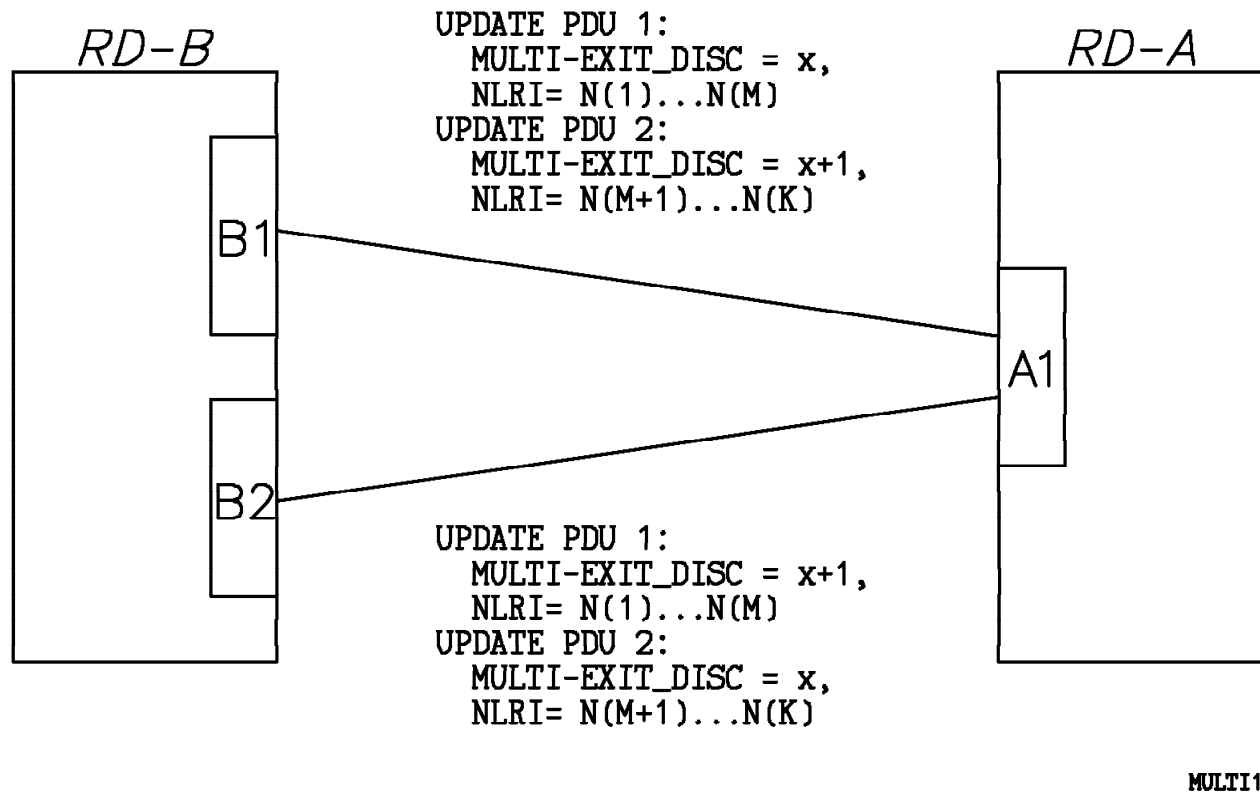 RD-B
UPDATE PDU 1:
MULTI-EXIT_DISC = x,
NLRI= N(1)...N(M)
UPDATE PDU 2:
MULTI-EXIT_DISC = x+1,
NLRI= N(M+1)...N(K)
RD-A
B1
A1
B2
UPDATE PDU 1:
MULTI-EXIT_DISC = x+1,
NLRI= N(1)...N(M)
UPDATE PDU 2:
MULTI-EXIT_DISC = x,
NLRI= N(M+1)...N(K)
MULTI1